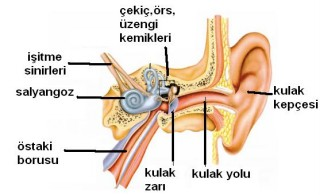 çekiç,örs,
üzengi
kemikleri
işitme
sinirleri
salyangoz
kulak
kepçesi
östaki
borusu
kulak
zarı
kulak yolu